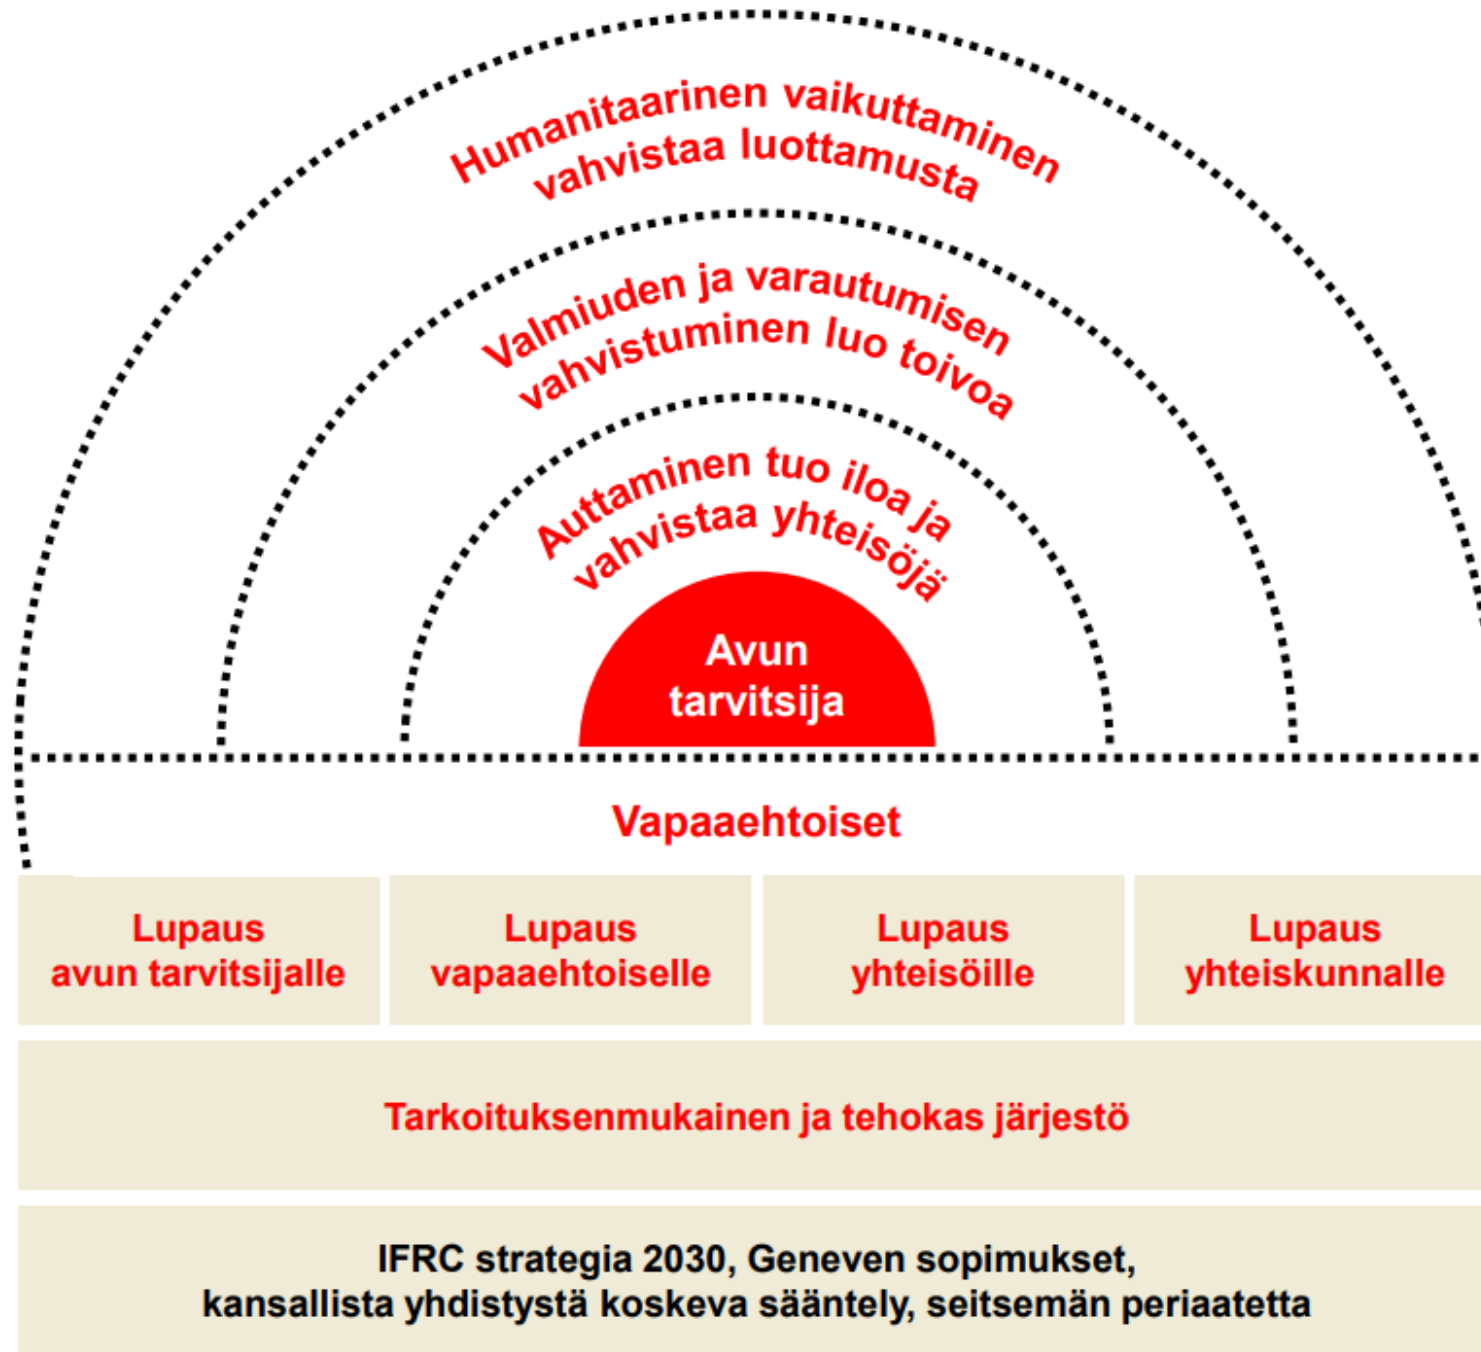 Humanitaarinen vaikuttaminen
vahvistaa luottamusta
Valmiuden ja varautumisen
vahvistuminen luo toivoa
Auttaminen tuo iloa ja
vahvistaa yhteisöjä
Avun
tarvitsija
Vapaaehtoiset
Lupaus
avun tarvitsijalle
Lupaus
vapaaehtoiselle
Lupaus
yhteisöille
Lupaus
yhteiskunnalle
Tarkoituksenmukainen ja tehokas järjestö
IFRC strategia 2030, Geneven sopimukset,
kansallista yhdistystä koskeva sääntely, seitsemän periaatetta